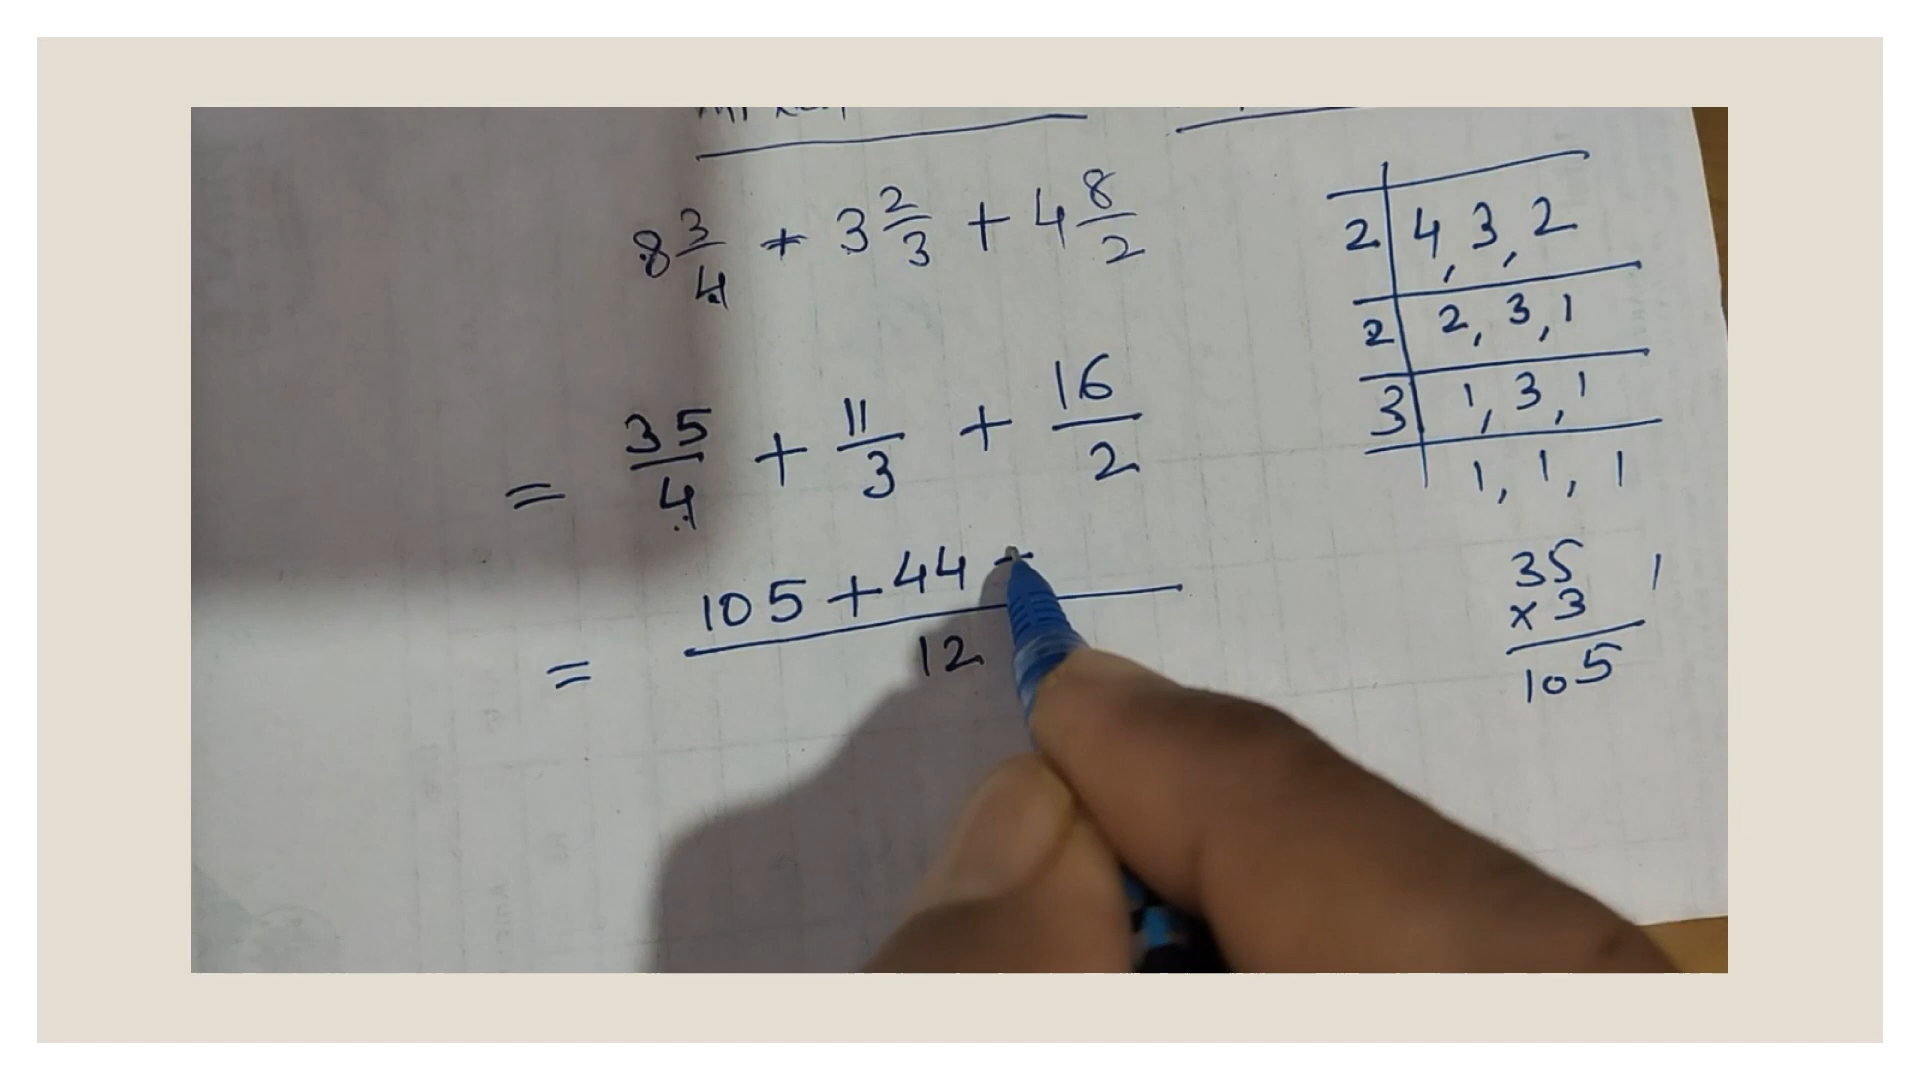 8 3/4 + 3 2/3 + 4 8/2
= 35/4 + 11/3 + 16/2
= 105 + 44 + / 12
2 | 4, 3, 2
2 | 2, 3, 1
3 | 1, 3, 1
1, 1, 1
35 1
x 3
105